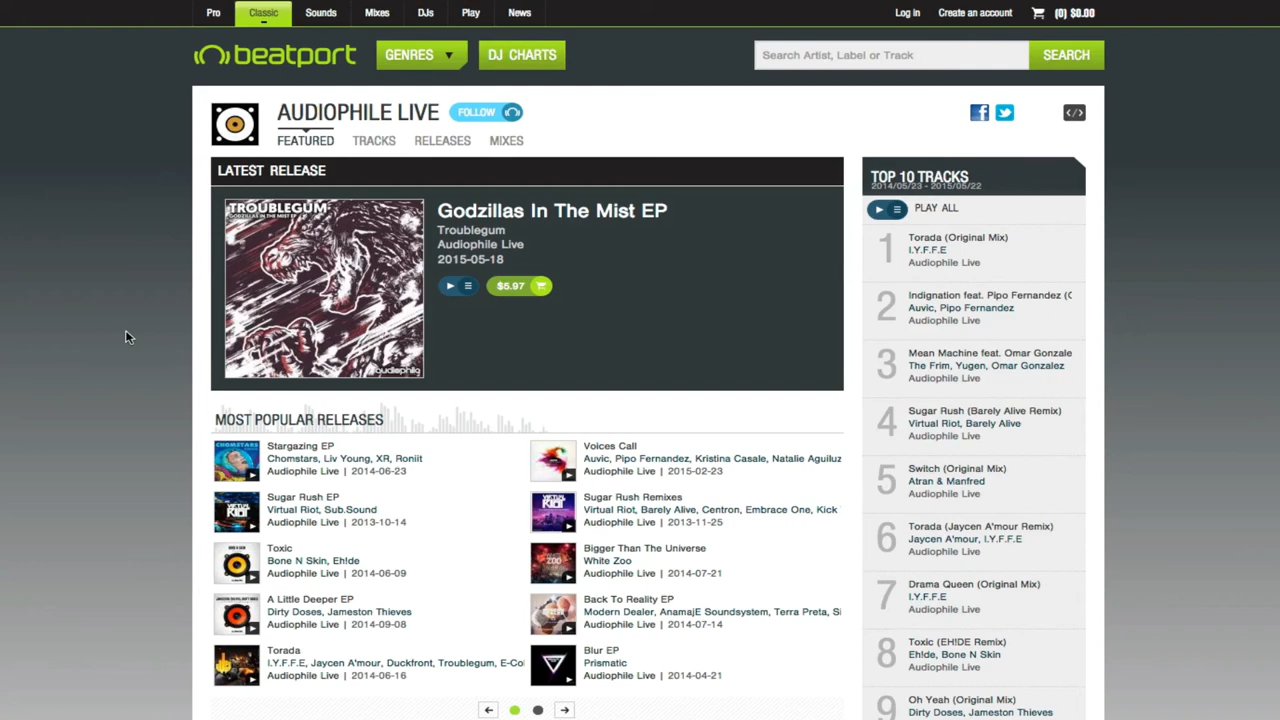 Pro Classic Sounds Mixes DJs Play News
Log in Create an account (0) $0.00
beatport GENRES DJ CHARTS
Search Artist, Label or Track SEARCH
AUDIOPHILE LIVE FOLLOW
FEATURED TRACKS RELEASES MIXES
LATEST RELEASE
TROUBLEGUM
GODZILLAS IN THE MIST EP
audiophile
Godzillas In The Mist EP
Troublegum
Audiophile Live
2015-05-18
$5.97
MOST POPULAR RELEASES
Stargazing EP
Chomstars, Liv Young, XR, Roniit
Audiophile Live | 2014-06-23
Sugar Rush EP
Virtual Riot, Sub.Sound
Audiophile Live | 2013-10-14
Toxic
Bone N Skin, Eh!de
Audiophile Live | 2014-06-09
A Little Deeper EP
Dirty Doses, Jameston Thieves
Audiophile Live | 2014-09-08
Torada
I.Y.F.F.E, Jaycen A'mour, Duckfront, Troublegum, E-Co
Audiophile Live | 2014-06-16
Voices Call
Auvic, Pipo Fernandez, Kristina Casale, Natalie Aguiluz
Audiophile Live | 2015-02-23
Sugar Rush Remixes
Virtual Riot, Barely Alive, Centron, Embrace One, Kick
Audiophile Live | 2013-11-25
Bigger Than The Universe
White Zoo
Audiophile Live | 2014-07-21
Back To Reality EP
Modern Dealer, AnamajE Soundsystem, Terra Preta, Si
Audiophile Live | 2014-07-14
Blur EP
Prismatic
Audiophile Live | 2014-04-21
TOP 10 TRACKS
2014/05/23 - 2015/05/22
PLAY ALL
1
Torada (Original Mix)
I.Y.F.F.E
Audiophile Live
2
Indignation feat. Pipo Fernandez (
Auvic, Pipo Fernandez
Audiophile Live
3
Mean Machine feat. Omar Gonzale
The Frim, Yugen, Omar Gonzalez
Audiophile Live
4
Sugar Rush (Barely Alive Remix)
Virtual Riot, Barely Alive
Audiophile Live
5
Switch (Original Mix)
Atran & Manfred
Audiophile Live
6
Torada (Jaycen A'mour Remix)
Jaycen A'mour, I.Y.F.F.E
Audiophile Live
7
Drama Queen (Original Mix)
I.Y.F.F.E
Audiophile Live
8
Toxic (EH!DE Remix)
Eh!de, Bone N Skin
Audiophile Live
9
Oh Yeah (Original Mix)
Dirty Doses, Jameston Thieves